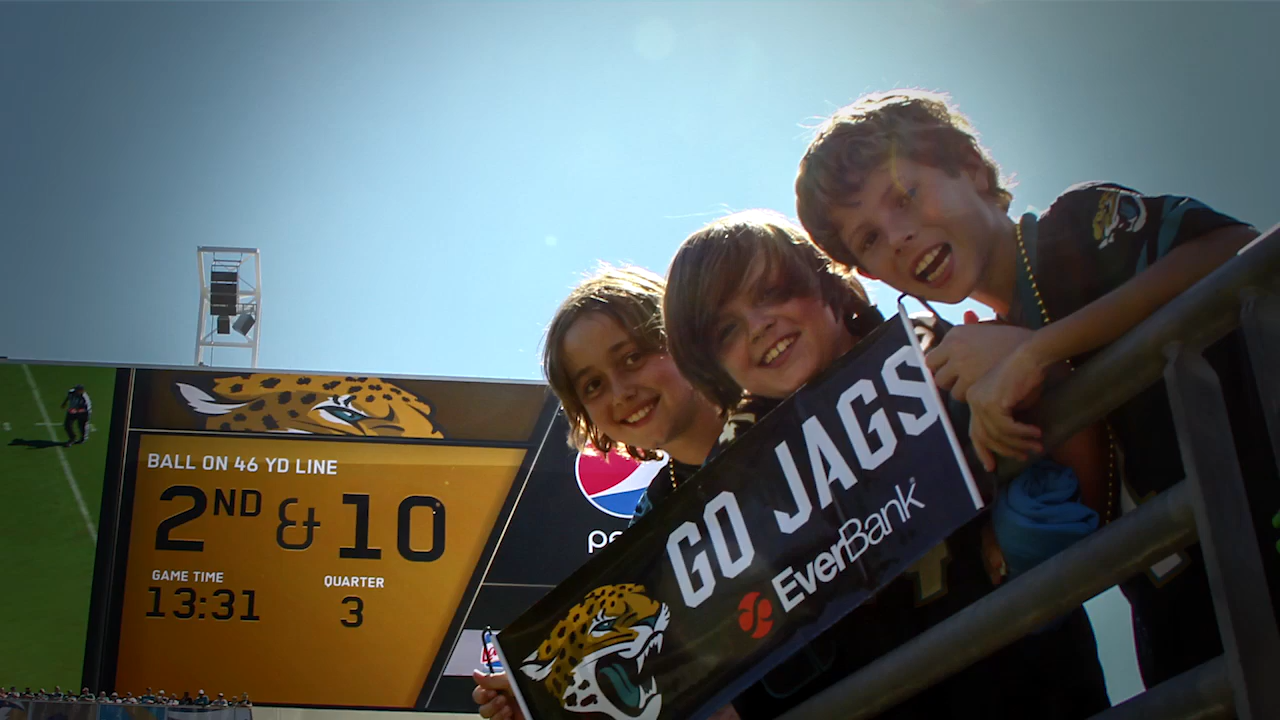 BALL ON 46 YD LINE
2ND & 10
GAME TIME
13:31
QUARTER
3
GO JAGS
EverBank